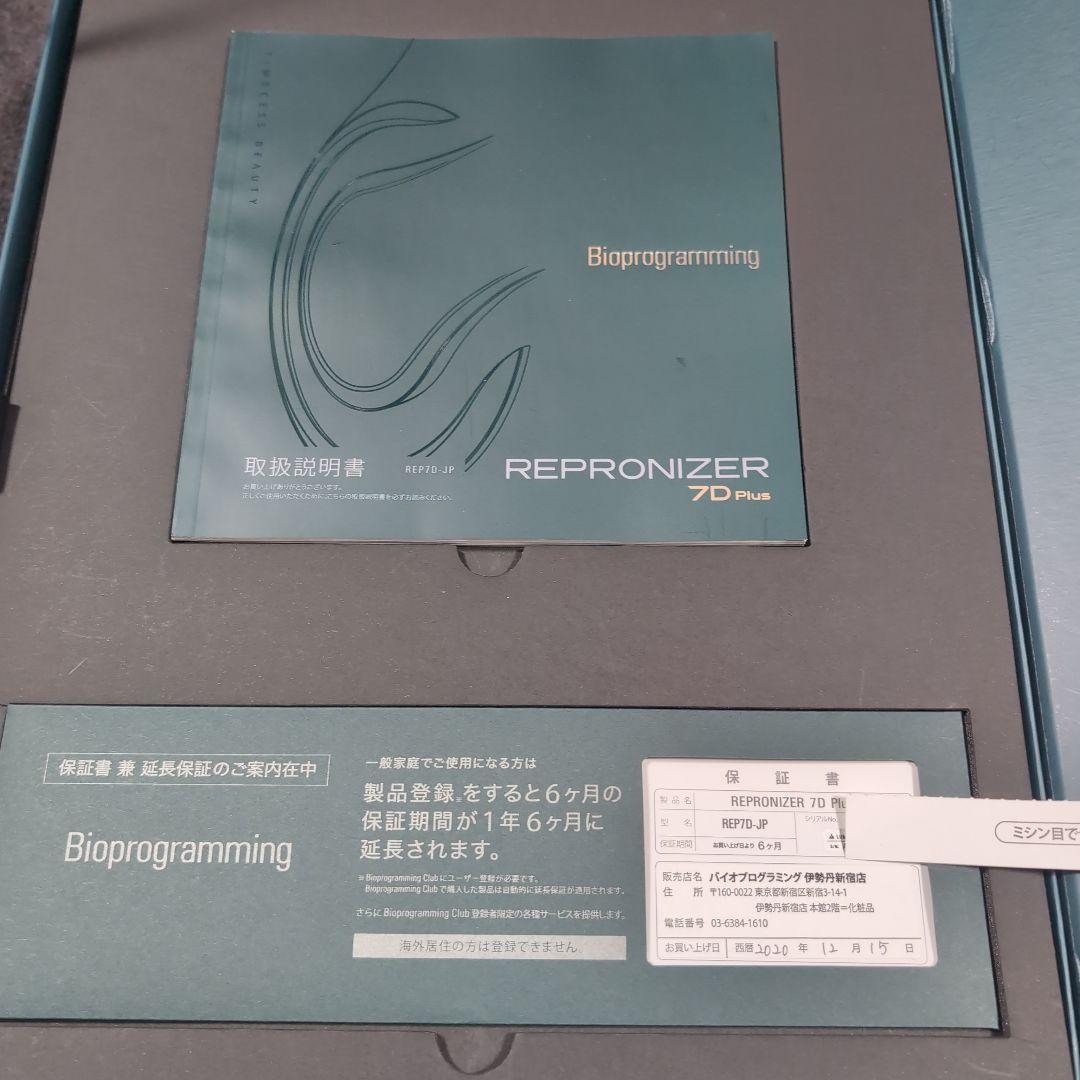 TIMECESS BEAUTY
Bioprogramming
取扱説明書 REP7D-JP
お買い上げありがとうございます。
正しくご使用いただくために、こちらの取扱説明書を必ずお読みください。
REPRONIZER
7D Plus
保証書 兼 延長保証のご案内在中
Bioprogramming
一般家庭でご使用になる方は
製品登録※をすると6ヶ月の
保証期間が1年6ヶ月に
延長されます。
※Bioprogramming Clubにユーザー登録が必要です。
Bioprogramming Clubで購入した製品は自動的に延長保証が適用されます。
さらにBioprogramming Club登録者限定の各種サービスを提供します。
海外居住の方は登録できません。
保 証 書
製品名 REPRONIZER 7D Plu
型 名 REP7D-JP シリアルNo.
保証期間 お買い上げ日より 6ヶ月
販売店名 バイオプログラミング 伊勢丹新宿店
住 所 〒160-0022 東京都新宿区新宿3-14-1
伊勢丹新宿店 本館2階=化粧品
電話番号 03-6384-1610
お買い上げ日 西暦2020 年 12 月 15 日
ミシン目で